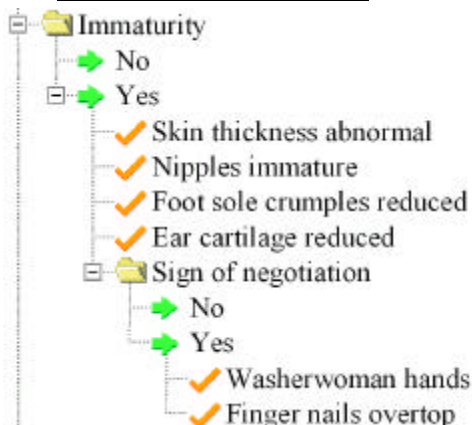 Immaturity
No
Yes
Skin thickness abnormal
Nipples immature
Foot sole crumples reduced
Ear cartilage reduced
Sign of negotiation
No
Yes
Washerwoman hands
Finger nails overtop